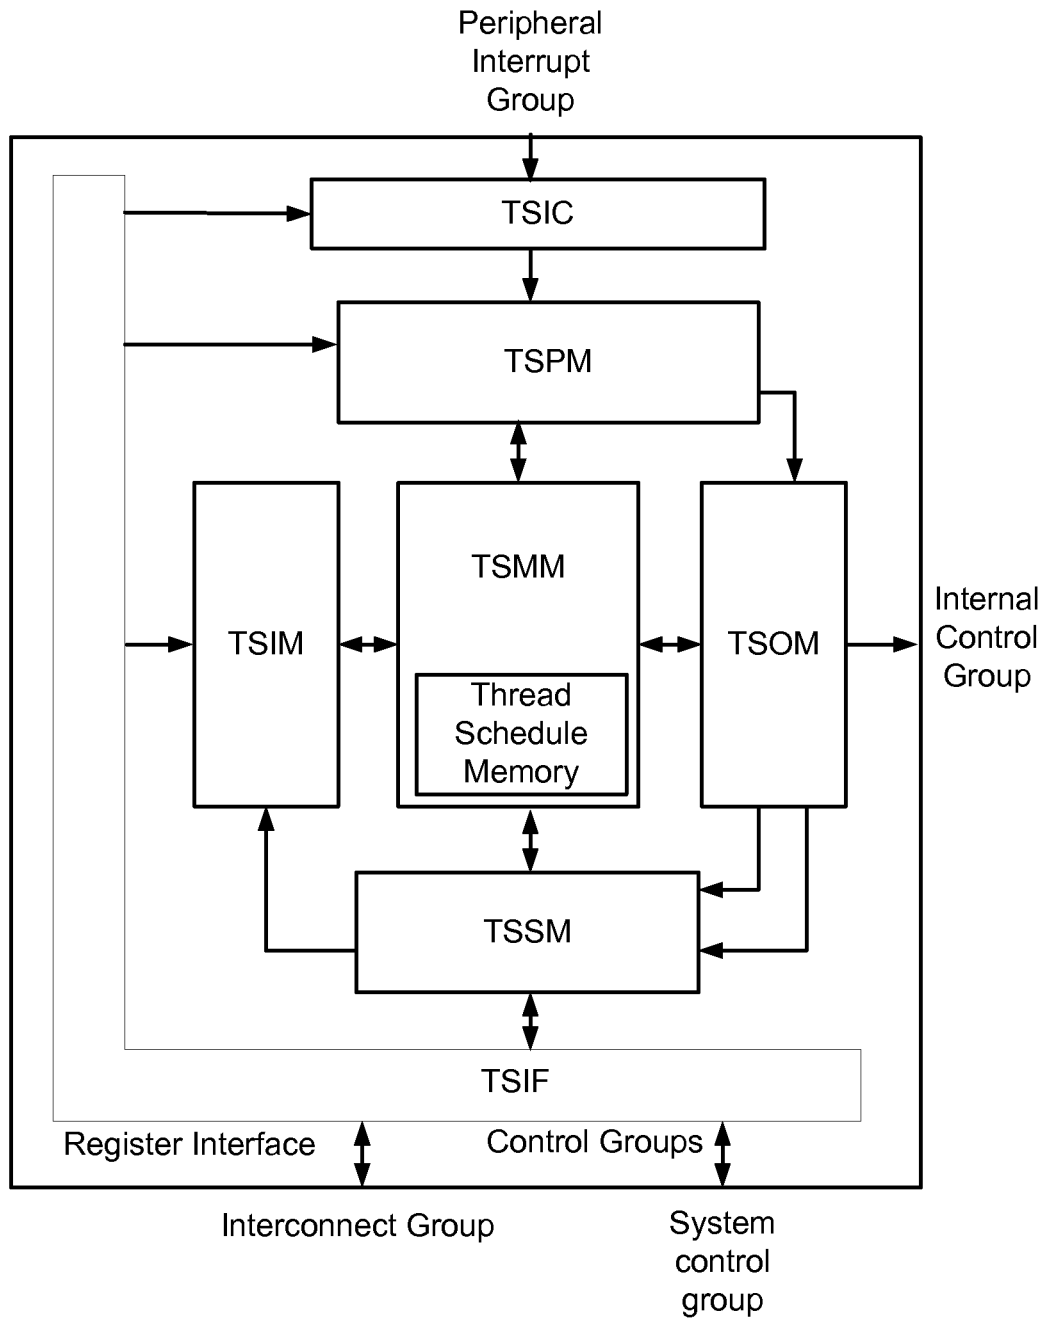 Peripheral
Interrupt
Group
TSIC
TSPM
TSIM
TSMM
Thread
Schedule
Memory
TSOM
Internal
Control
Group
TSSM
TSIF
Register Interface
Control Groups
Interconnect Group
System
control
group